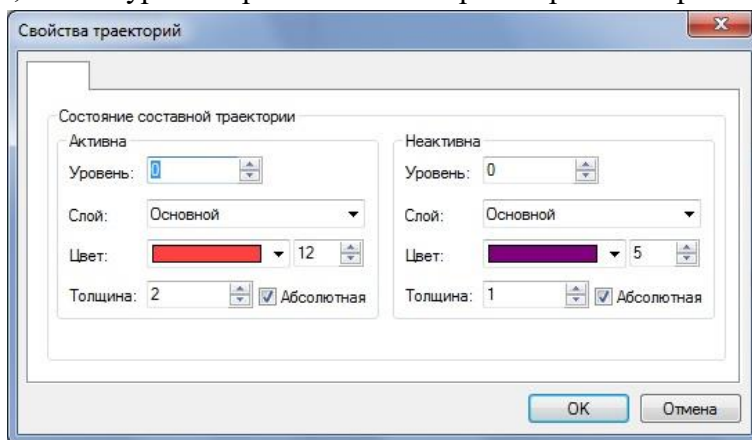 Свойства траекторий
Состояние составной траектории
Активна
Уровень: 0
Слой: Основной
Цвет: 12
Толщина: 2 Абсолютная
Неактивна
Уровень: 0
Слой: Основной
Цвет: 5
Толщина: 1 Абсолютная
OK Отмена